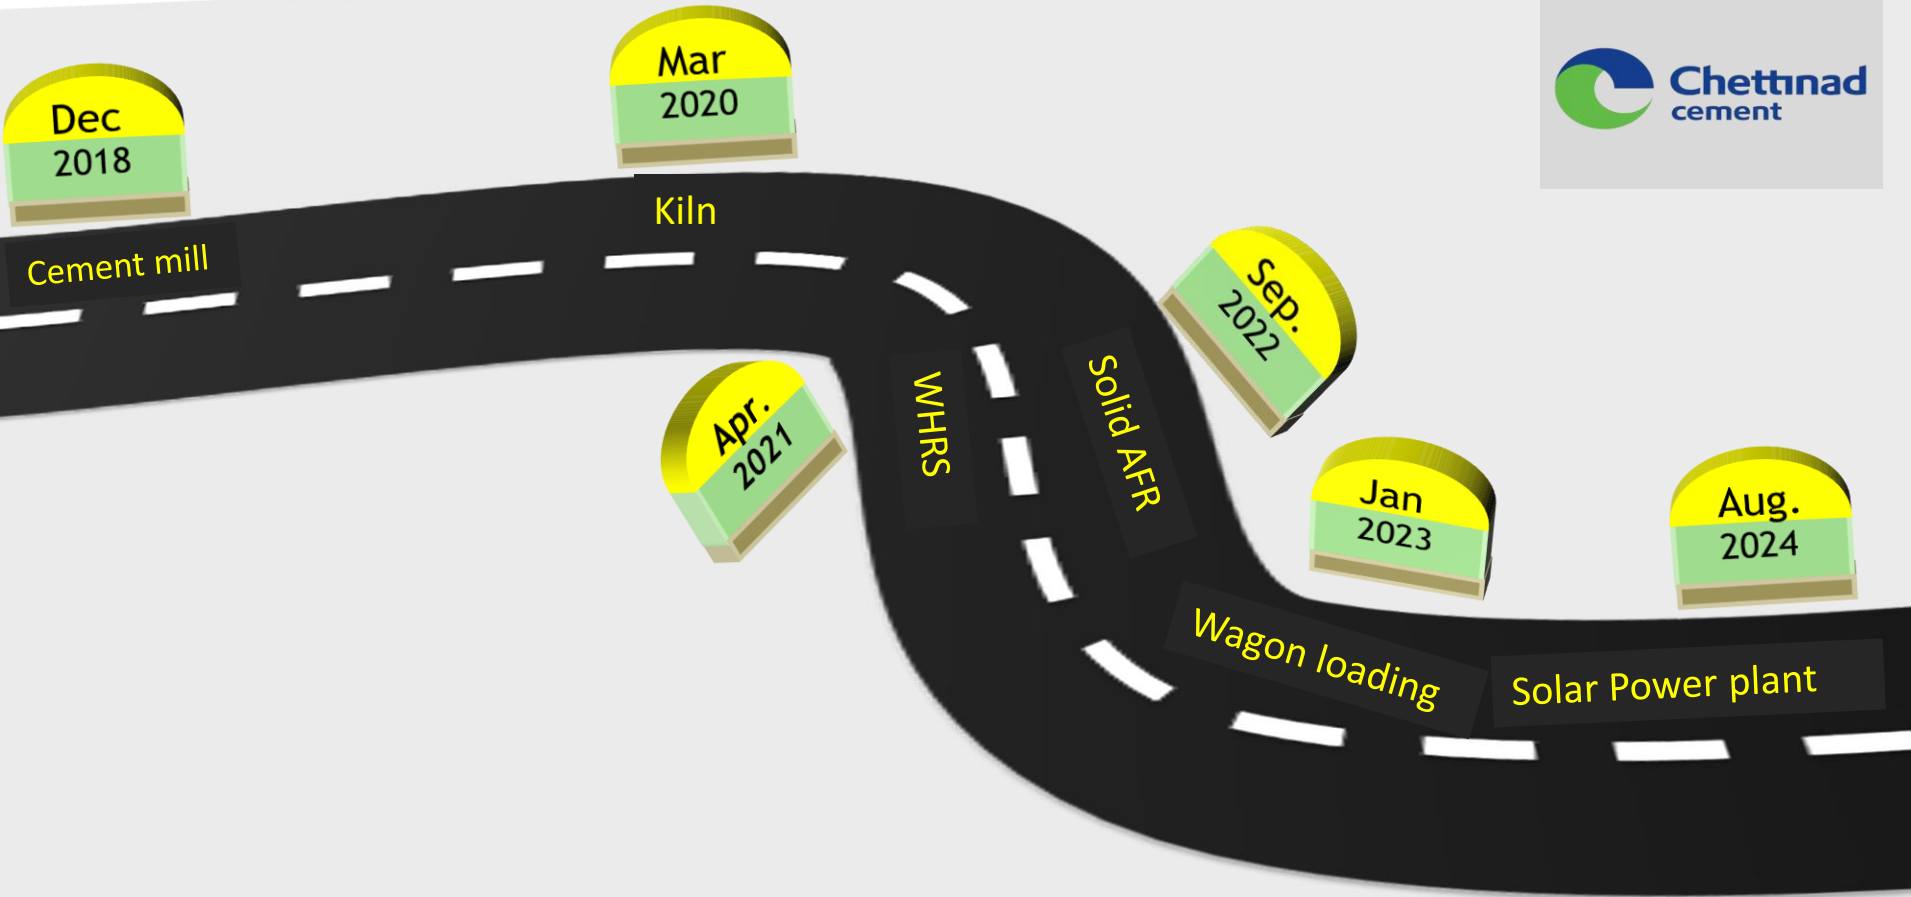 Dec
2018
Cement mill
Mar
2020
Kiln
Apr.
2021
WHRS
Sep.
2022
Solid AFR
Jan
2023
Wagon loading
Aug.
2024
Solar Power plant
Chettinad
cement